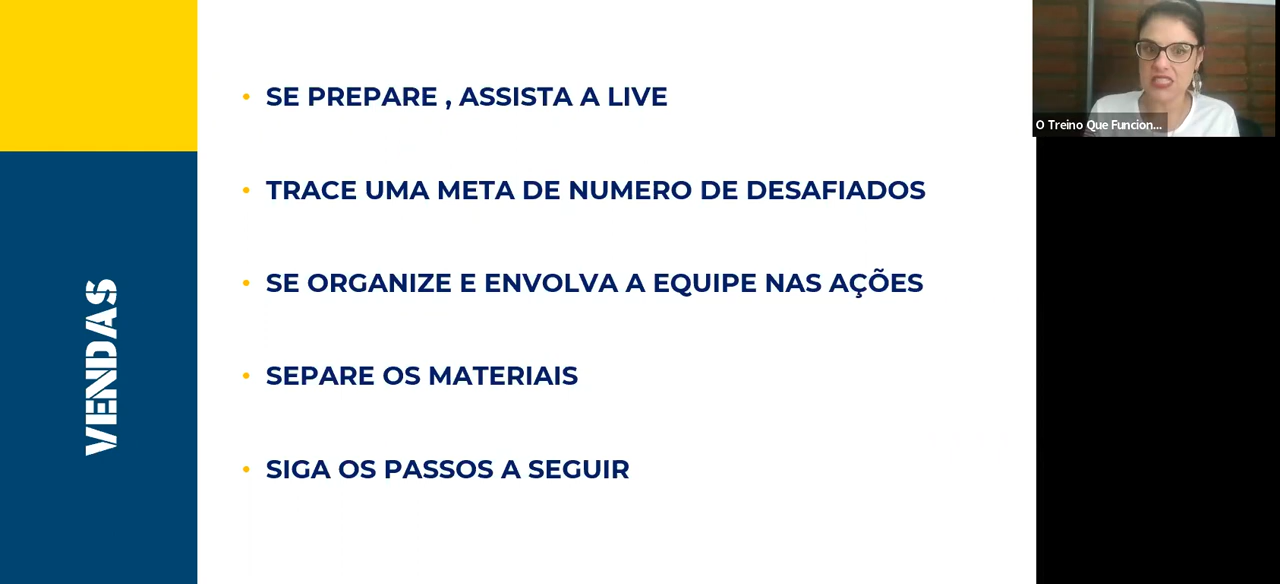 SE PREPARE , ASSISTA A LIVE
TRACE UMA META DE NUMERO DE DESAFIADOS
SE ORGANIZE E ENVOLVA A EQUIPE NAS AÇÕES
SEPARE OS MATERIAIS
SIGA OS PASSOS A SEGUIR
VENDAS
O Treino Que Funcion...